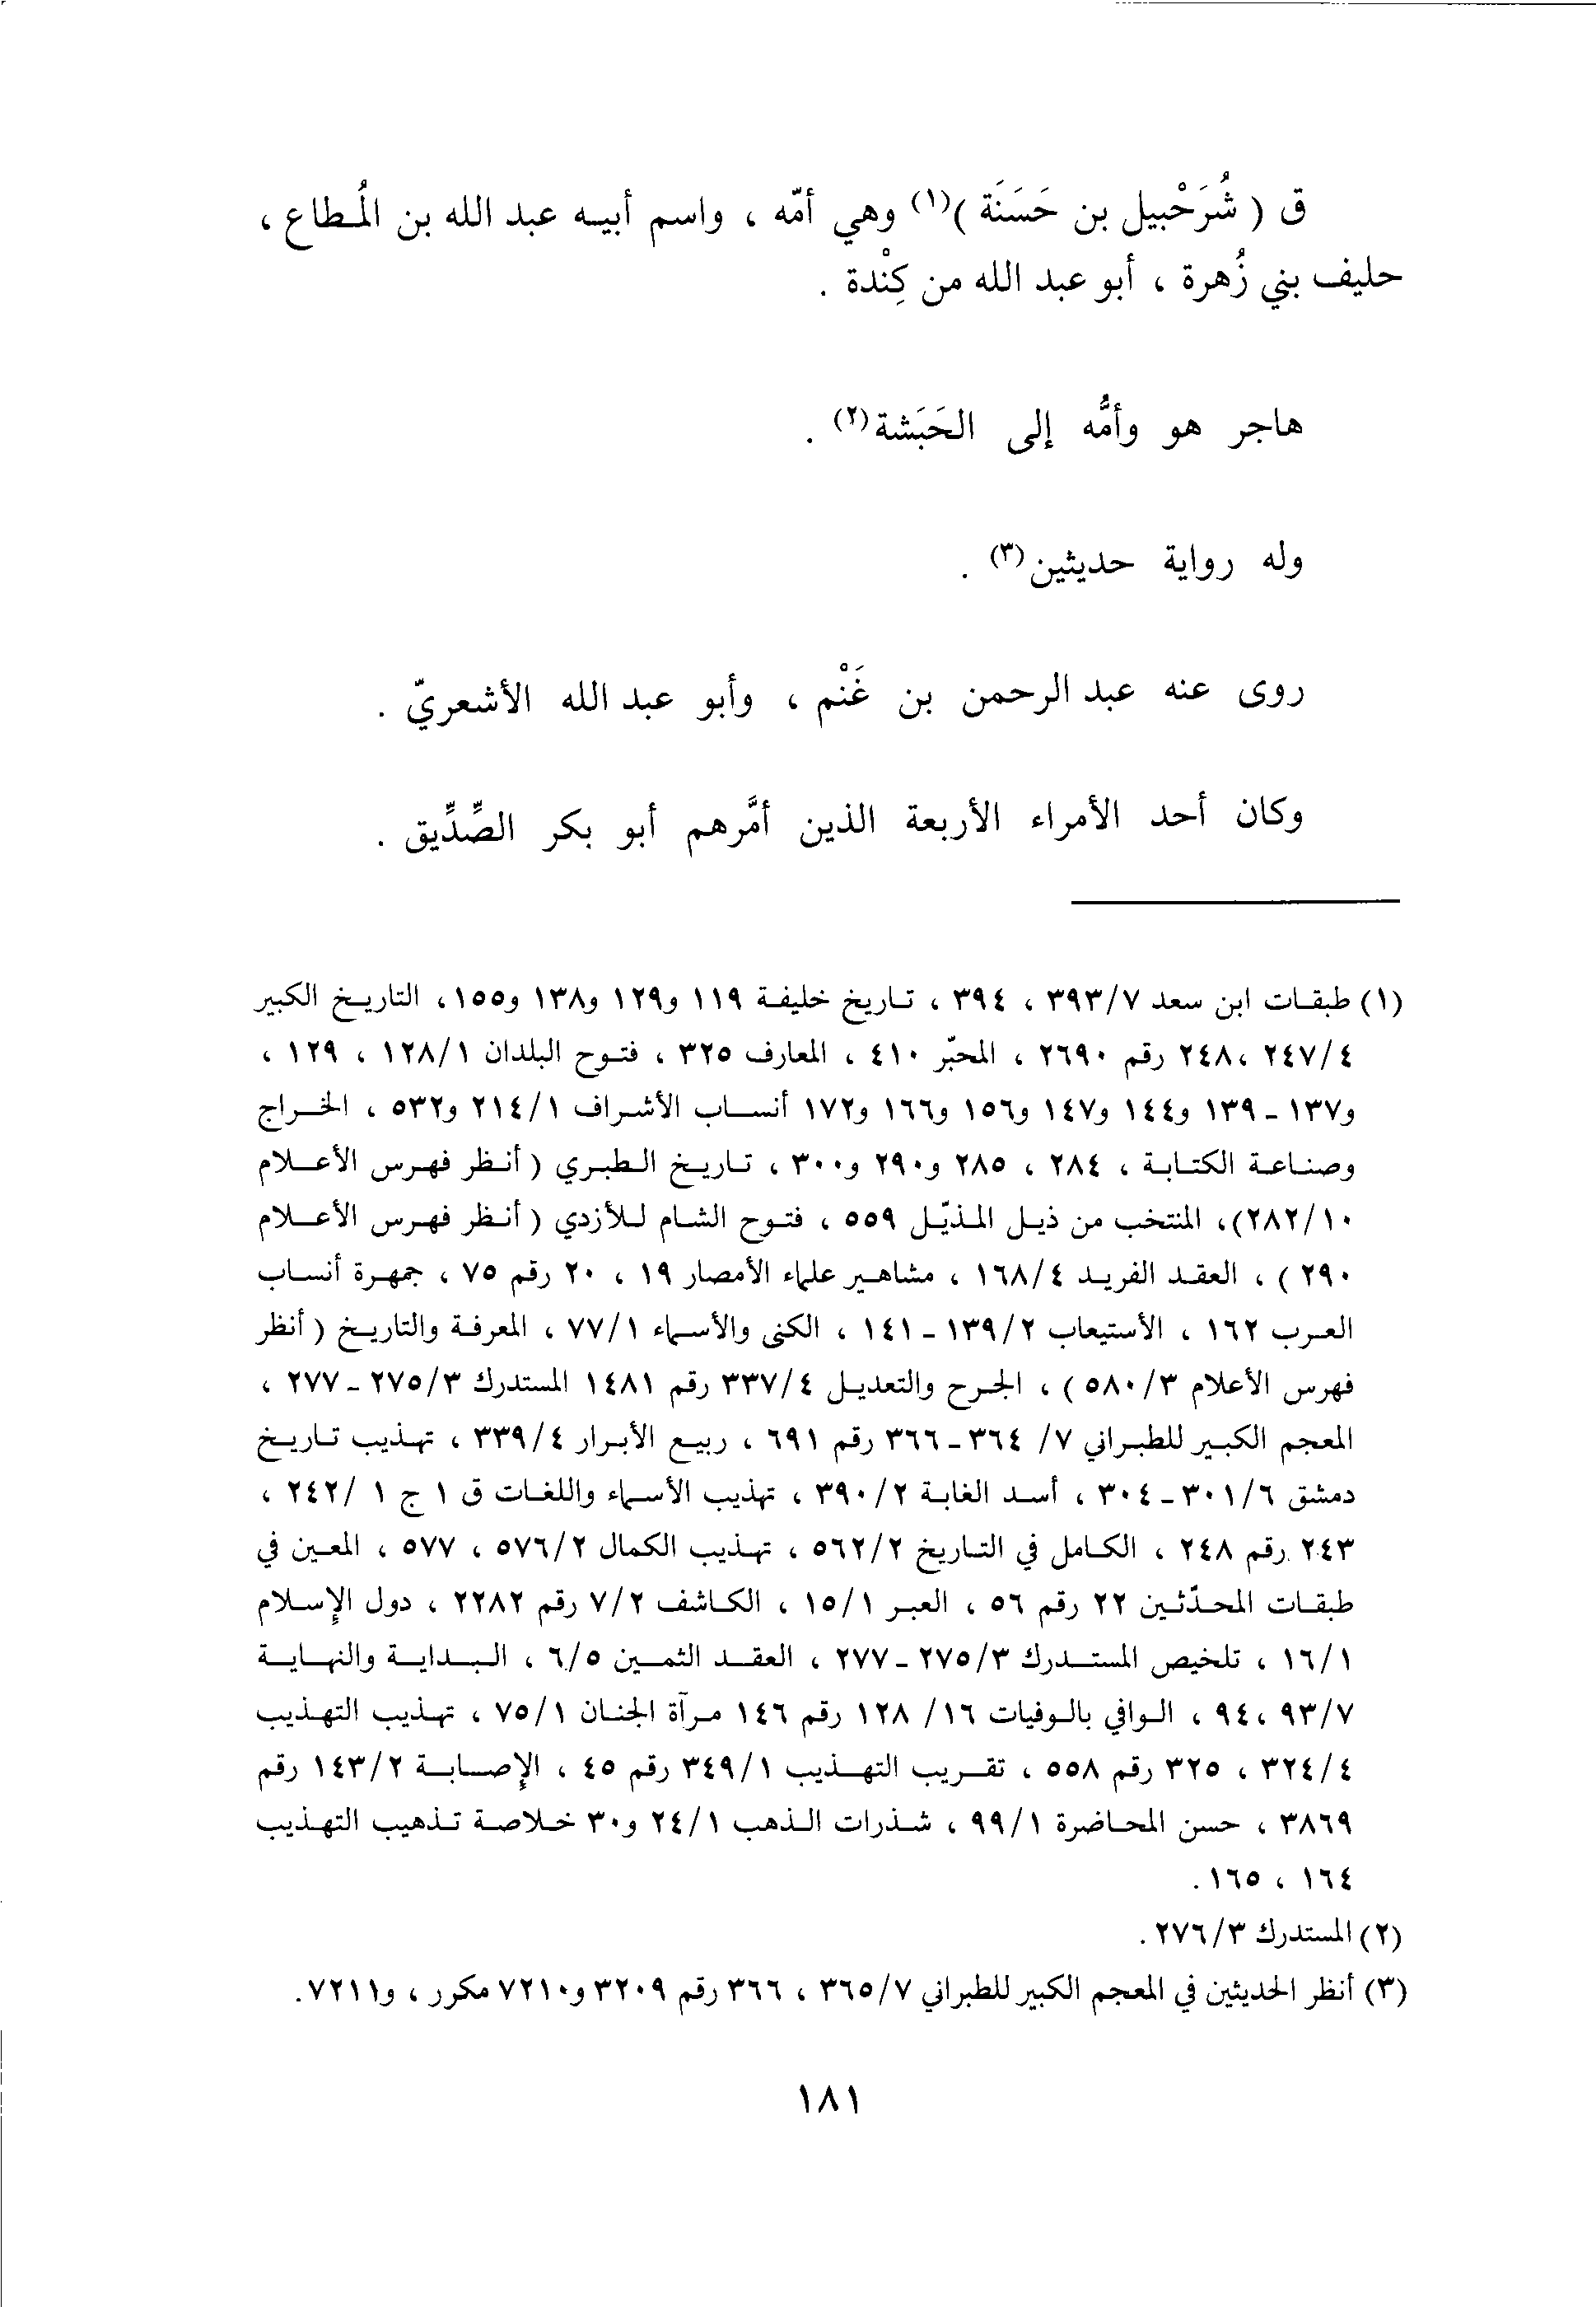 ق ( شُرَحْبيل بن حَسَنَة )(١) وهي أمّه ، واسم أبيه عبد الله بن المُطاع ،
حليف بني زُهرة ، أبو عبد الله من كِنْدة .
هاجر هو وأمُّه إلى الحَبَشة(٢) .
وله رواية حديثين(٣) .
روى عنه عبد الرحمن بن غَنْم ، وأبو عبد الله الأشعريّ .
وكان أحد الأمراء الأربعة الذين أمَّرهم أبو بكر الصِّدِّيق .
(١) طبقات ابن سعد ٣٩٣/٧ ، ٣٩٤ ، تاريخ خليفة ١١٩ و١٢٩ و١٣٨ و١٥٥، التاريخ الكبير
٢٤٧/٤ ،٢٤٨ رقم ٢٦٩٠ ، المحبّر ٤١٠ ، المعارف ٣٢٥ ، فتوح البلدان ١٢٨/١ ، ١٢٩ ،
و١٣٧ - ١٣٩ و١٤٤ و١٤٧ و١٥٦ و١٦٦ و١٧٢ أنساب الأشراف ٢١٤/١ و٥٣٢ ، الخراج
وصناعة الكتابة ، ٢٨٤ ، ٢٨٥ و٢٩٠ و٣٠٠ ، تاريخ الطبري ( أنظر فهرس الأعلام
٢٨٢/١٠)، المنتخب من ذيل المذيّل ٥٥٩ ، فتوح الشام للأزدي ( أنظر فهرس الأعلام
٢٩٠ ) ، العقد الفريد ١٦٨/٤ ، مشاهير علماء الأمصار ١٩ ، ٢٠ رقم ٧٥ ، جمهرة أنساب
العرب ١٦٢ ، الأستيعاب ١٣٩/٢ - ١٤١ ، الكنى والأسماء ٧٧/١ ، المعرفة والتاريخ ( أنظر
فهرس الأعلام ٥٨٠/٣ ) ، الجرح والتعديل ٣٣٧/٤ رقم ١٤٨١ المستدرك ٢٧٥/٣ - ٢٧٧ ،
المعجم الكبير للطبراني ٧/ ٣٦٤ - ٣٦٦ رقم ٦٩١ ، ربيع الأبرار ٣٣٩/٤ ، تهذيب تاريخ
دمشق ٣٠١/٦ - ٣٠٤ ، أسد الغابة ٣٩٠/٢ ، تهذيب الأسماء واللغات ق ١ ج ١ /٢٤٢ ،
٢٤٣ رقم ٢٤٨ ، الكامل في التاريخ ٥٦٢/٢ ، تهذيب الكمال ٥٧٦/٢ ، ٥٧٧ ، المعين في
طبقات المحدّثين ٢٢ رقم ٥٦ ، العبر ١٥/١ ، الكاشف ٧/٢ رقم ٢٢٨٢ ، دول الإسلام
١٦/١ ، تلخيص المستدرك ٢٧٥/٣ - ٢٧٧ ، العقد الثمين ٦/٥ ، البداية والنهاية
٩٣/٧ ،٩٤ ، الوافي بالوفيات ١٦/ ١٢٨ رقم ١٤٦ مرآة الجنان ٧٥/١ ، تهذيب التهذيب
٣٢٤/٤ ، ٣٢٥ رقم ٥٥٨ ، تقريب التهذيب ٣٤٩/١ رقم ٤٥ ، الإصابة ١٤٣/٢ رقم
٣٨٦٩ ، حسن المحاضرة ٩٩/١ ، شذرات الذهب ٢٤/١ و٣٠ خلاصة تذهيب التهذيب
١٦٤ ، ١٦٥ .
(٢) المستدرك ٢٧٦/٣ .
(٣) أنظر الحديثين في المعجم الكبير للطبراني ٣٦٥/٧ ، ٣٦٦ رقم ٣٢٠٩ و٧٢١٠ مكرر ، و٧٢١١ .
١٨١